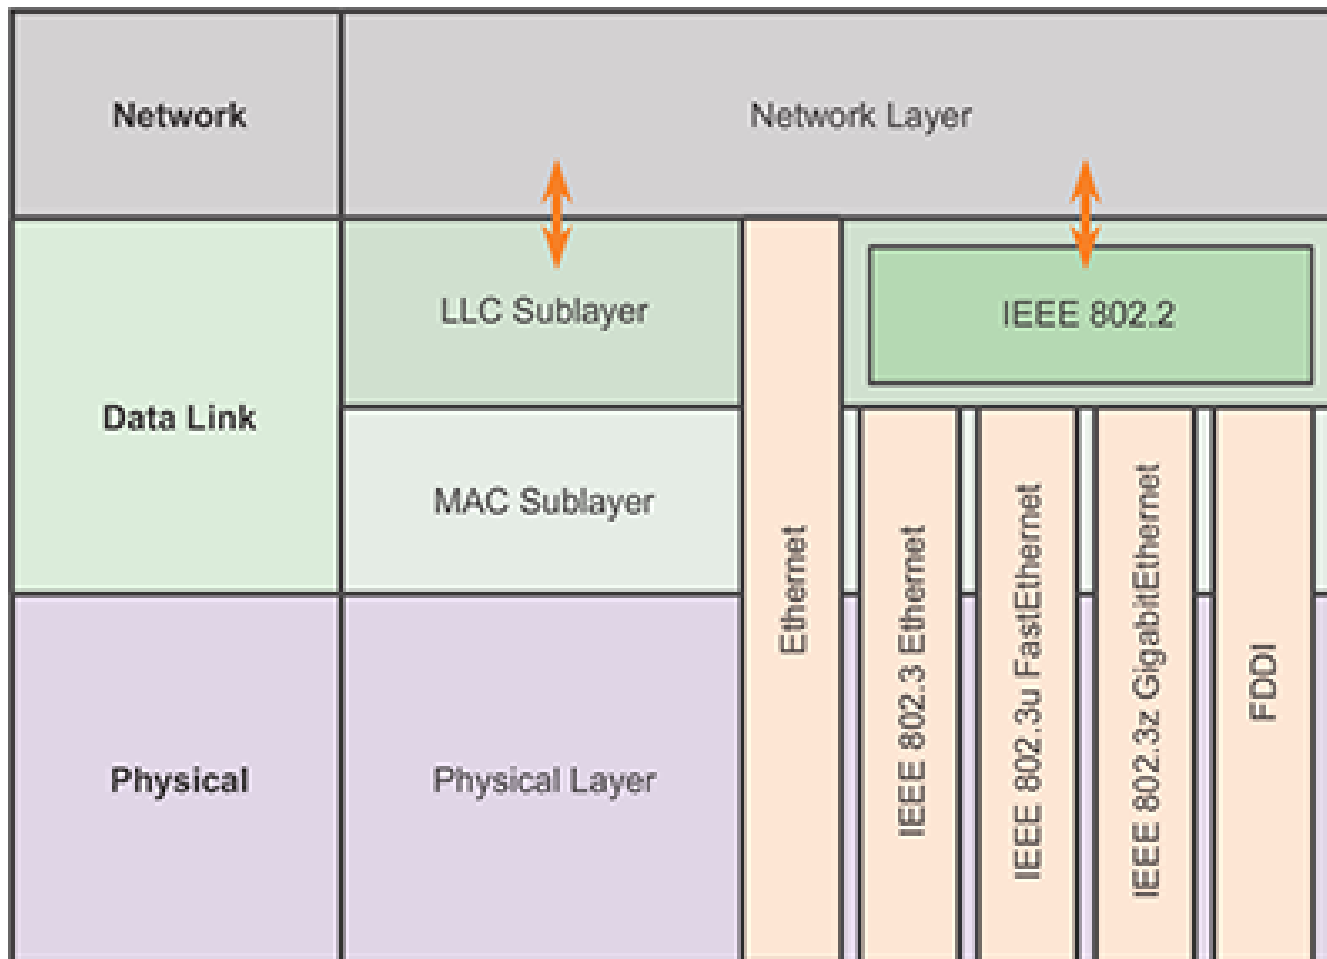 Network
Network Layer
Data Link
LLC Sublayer
IEEE 802.2
MAC Sublayer
Ethernet
IEEE 802.3 Ethernet
IEEE 802.3u FastEthernet
IEEE 802.3z GigabitEthernet
FDDI
Physical
Physical Layer